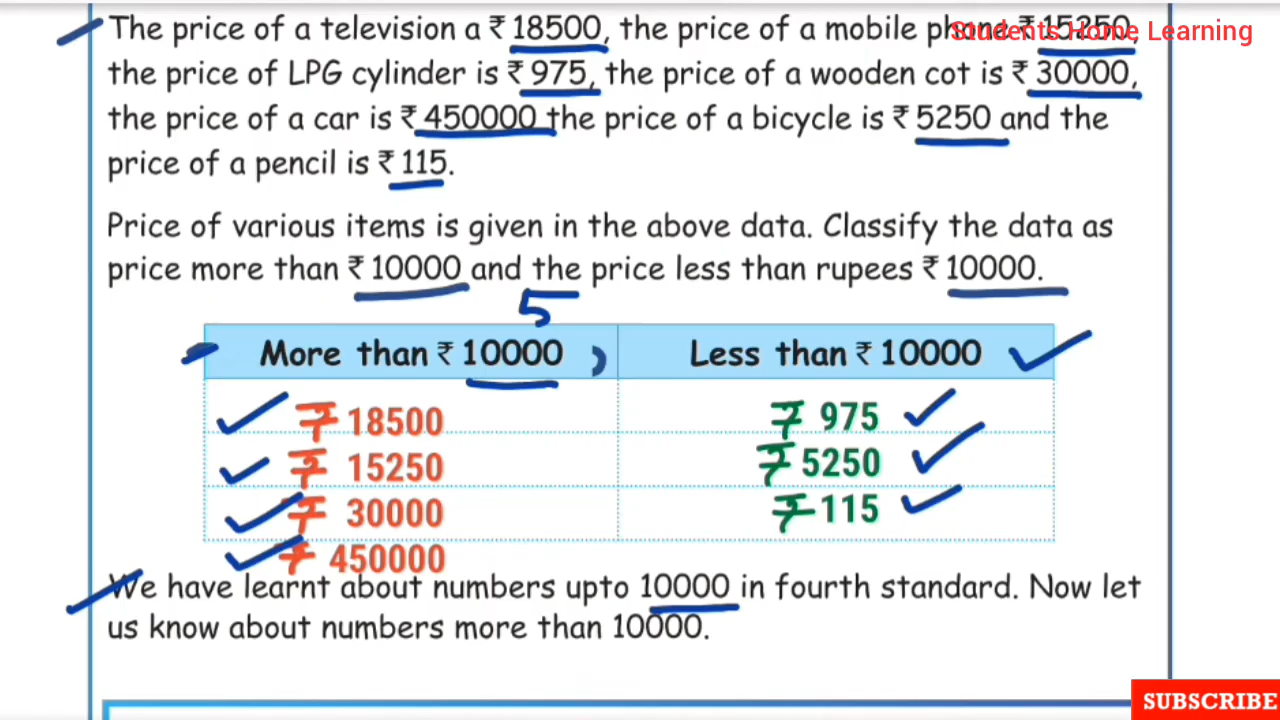 The price of a television a ₹ 18500, the price of a mobile phone ₹ 15250,
Students Home Learning
the price of LPG cylinder is ₹ 975, the price of a wooden cot is ₹ 30000,
the price of a car is ₹ 450000 the price of a bicycle is ₹ 5250 and the
price of a pencil is ₹ 115.
Price of various items is given in the above data. Classify the data as
price more than ₹ 10000 and the price less than rupees ₹ 10000.
5
More than ₹ 10000 , Less than ₹ 10000
₹ 18500 ₹ 975
₹ 15250 ₹ 5250
₹ 30000 ₹ 115
₹ 450000
We have learnt about numbers upto 10000 in fourth standard. Now let
us know about numbers more than 10000.
SUBSCRIBE